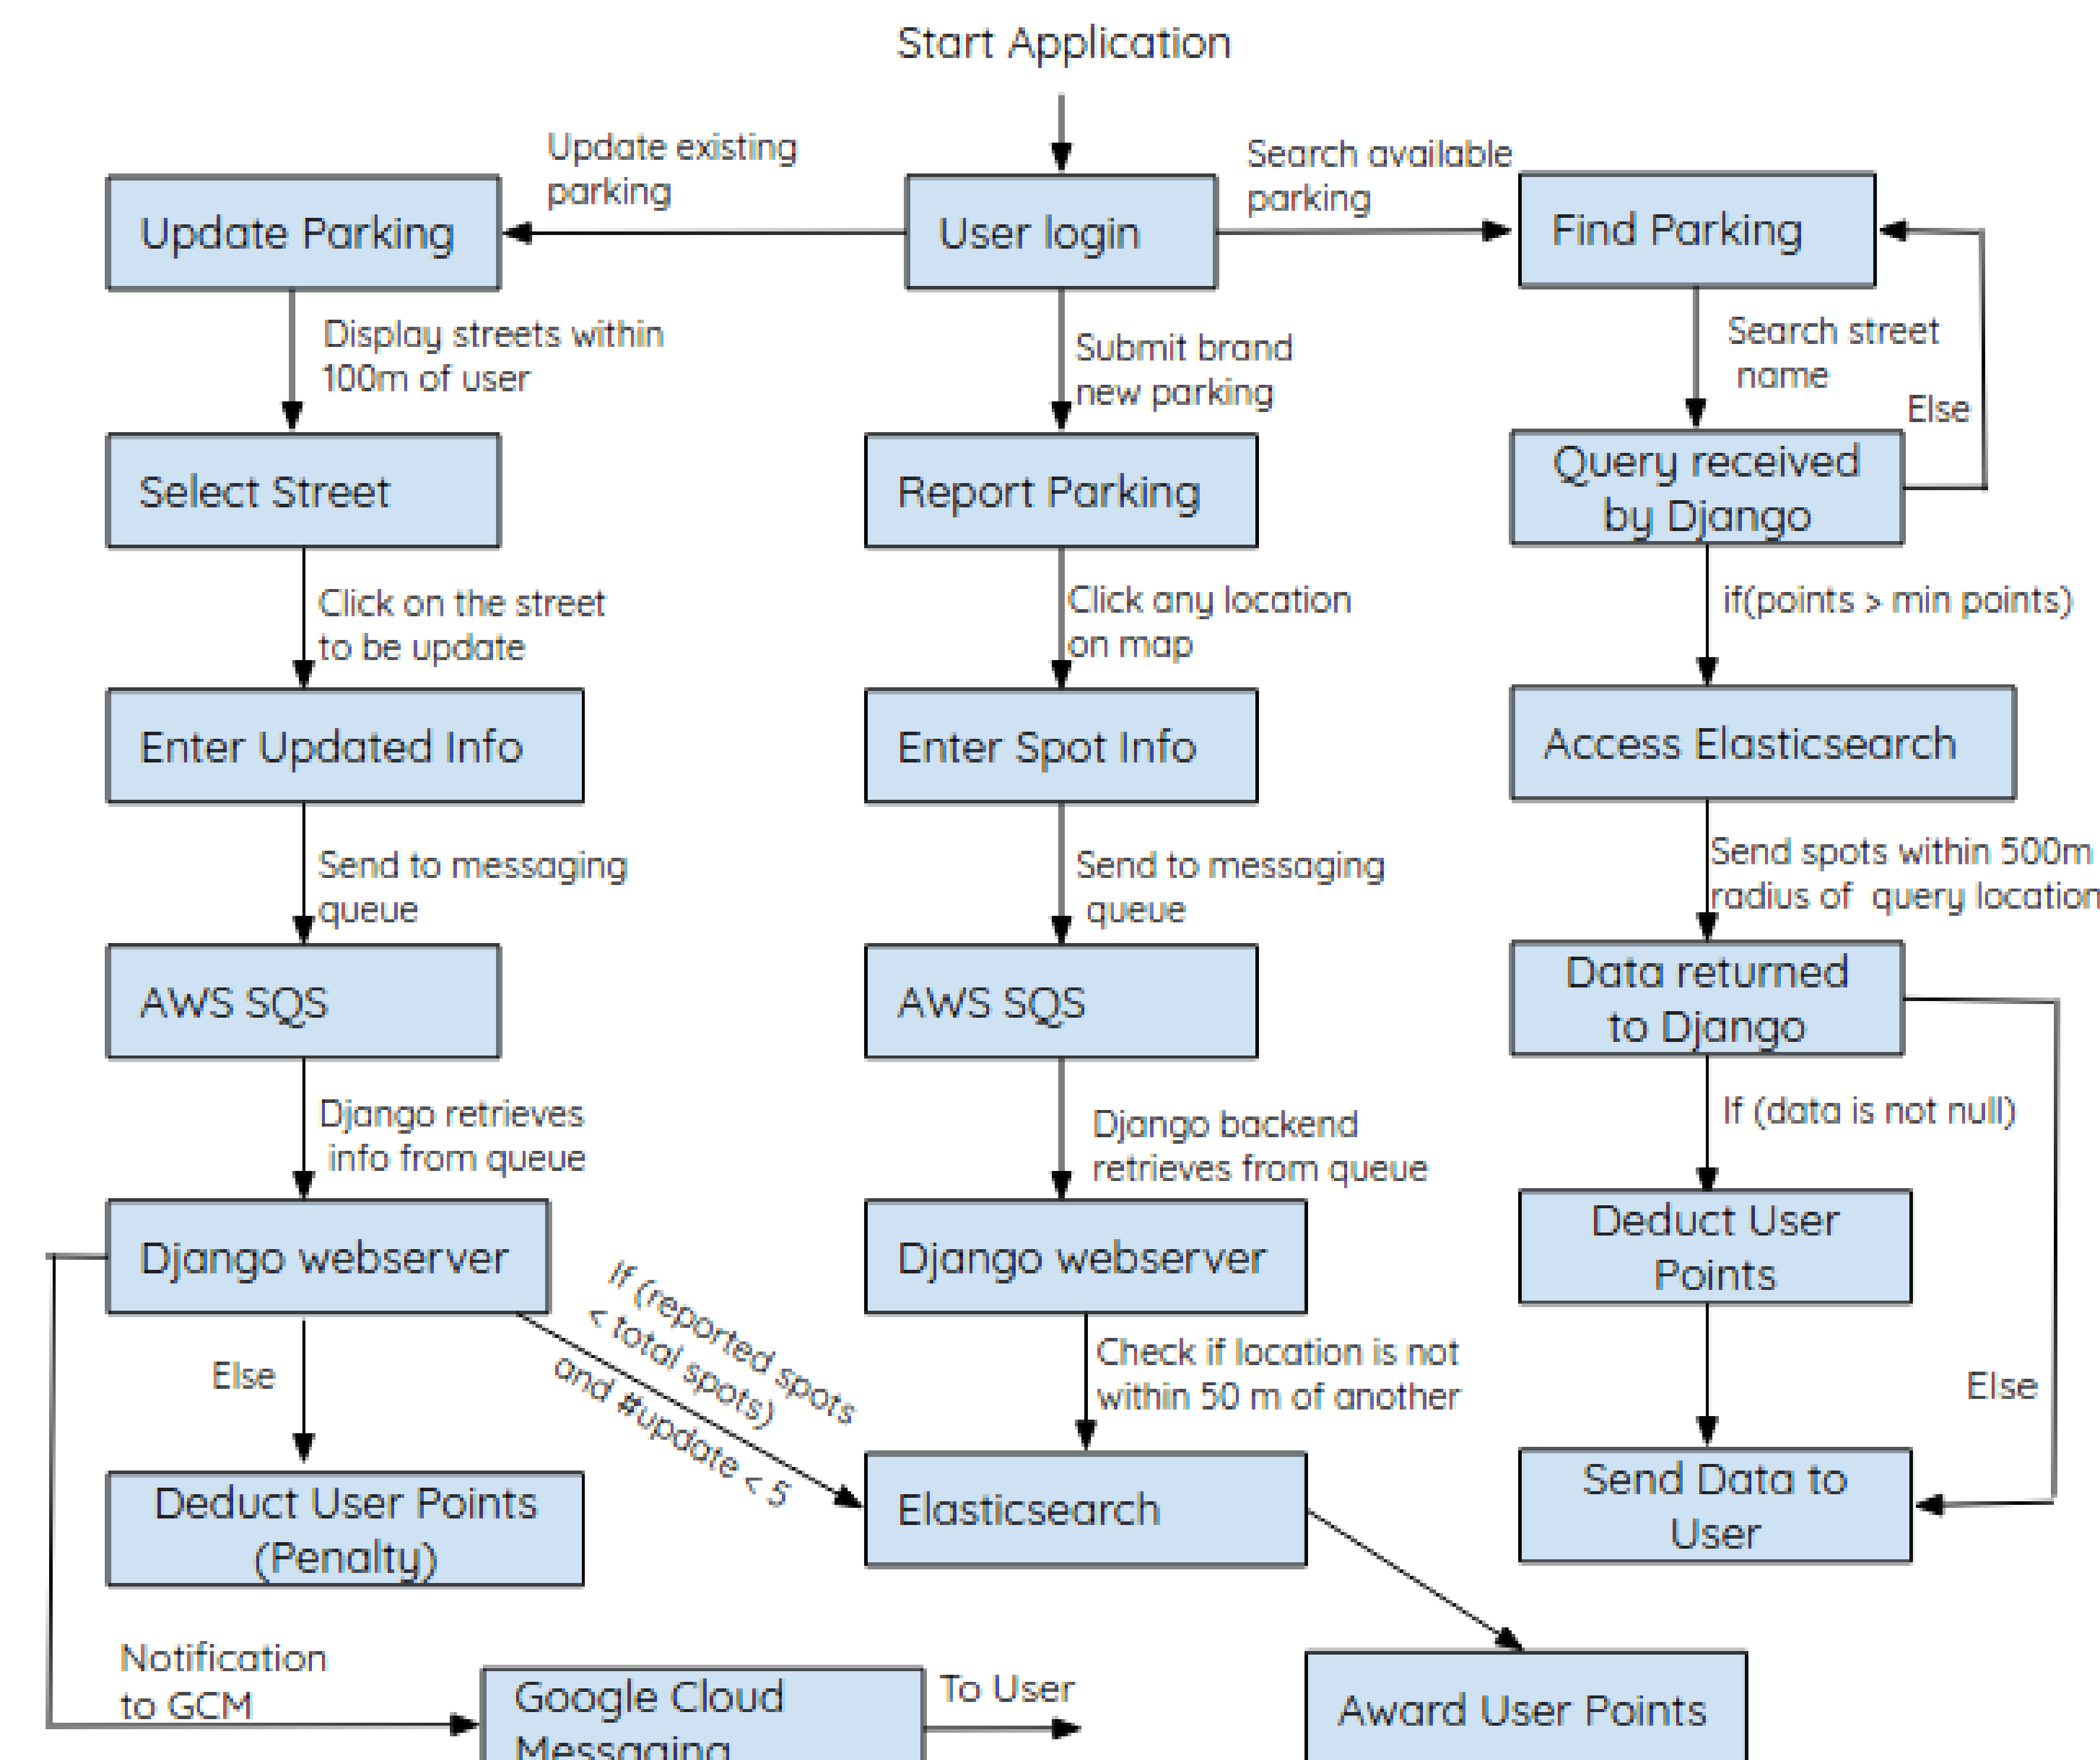 Start Application
Update existing
parking
Search available
parking
Update Parking
User login
Find Parking
Display streets within
100m of user
Submit brand
new parking
Search street
name
Else
Select Street
Report Parking
Query received
by Django
Click on the street
to be update
Click any location
on map
if(points > min points)
Enter Updated Info
Enter Spot Info
Access Elasticsearch
Send to messaging
queue
Send to messaging
queue
Send spots within 500m
radius of query location
AWS SQS
AWS SQS
Data returned
to Django
Django retrieves
info from queue
Django backend
retrieves from queue
If (data is not null)
Django webserver
Django webserver
Deduct User
Points
Else
If (reported spots
< total spots)
and #update < 5
Check if location is not
within 50 m of another
Else
Deduct User Points
(Penalty)
Elasticsearch
Send Data to
User
Notification
to GCM
Google Cloud
Messaging
To User
Award User Points